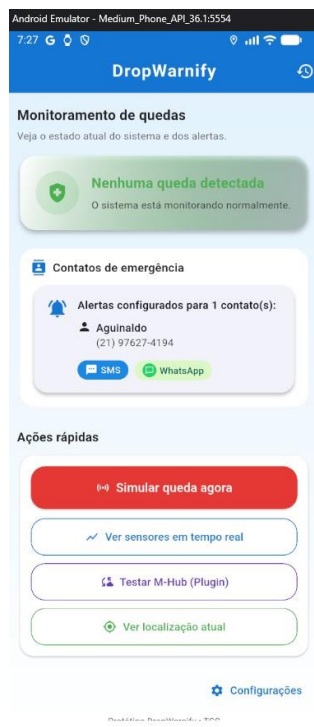 Android Emulator - Medium_Phone_API_36.1:5554
7:27
DropWarnify
Monitoramento de quedas
Veja o estado atual do sistema e dos alertas.
Nenhuma queda detectada
O sistema está monitorando normalmente.
Contatos de emergência
Alertas configurados para 1 contato(s):
Aguinaldo
(21) 97627-4194
SMS
WhatsApp
Ações rápidas
Simular queda agora
Ver sensores em tempo real
Testar M-Hub (Plugin)
Ver localização atual
Configurações